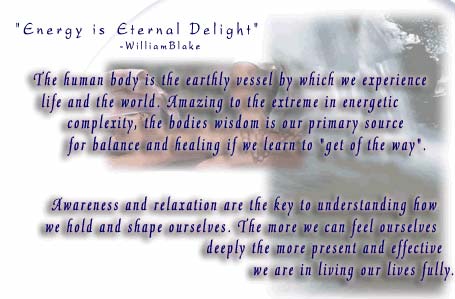 "Energy is Eternal Delight"
-WilliamBlake
The human body is the earthly vessel by which we experience
life and the world. Amazing to the extreme in energetic
complexity, the bodies wisdom is our primary source
for balance and healing if we learn to "get of the way".
Awareness and relaxation are the key to understanding how
we hold and shape ourselves. The more we can feel ourselves
deeply the more present and effective
we are in living our lives fully.